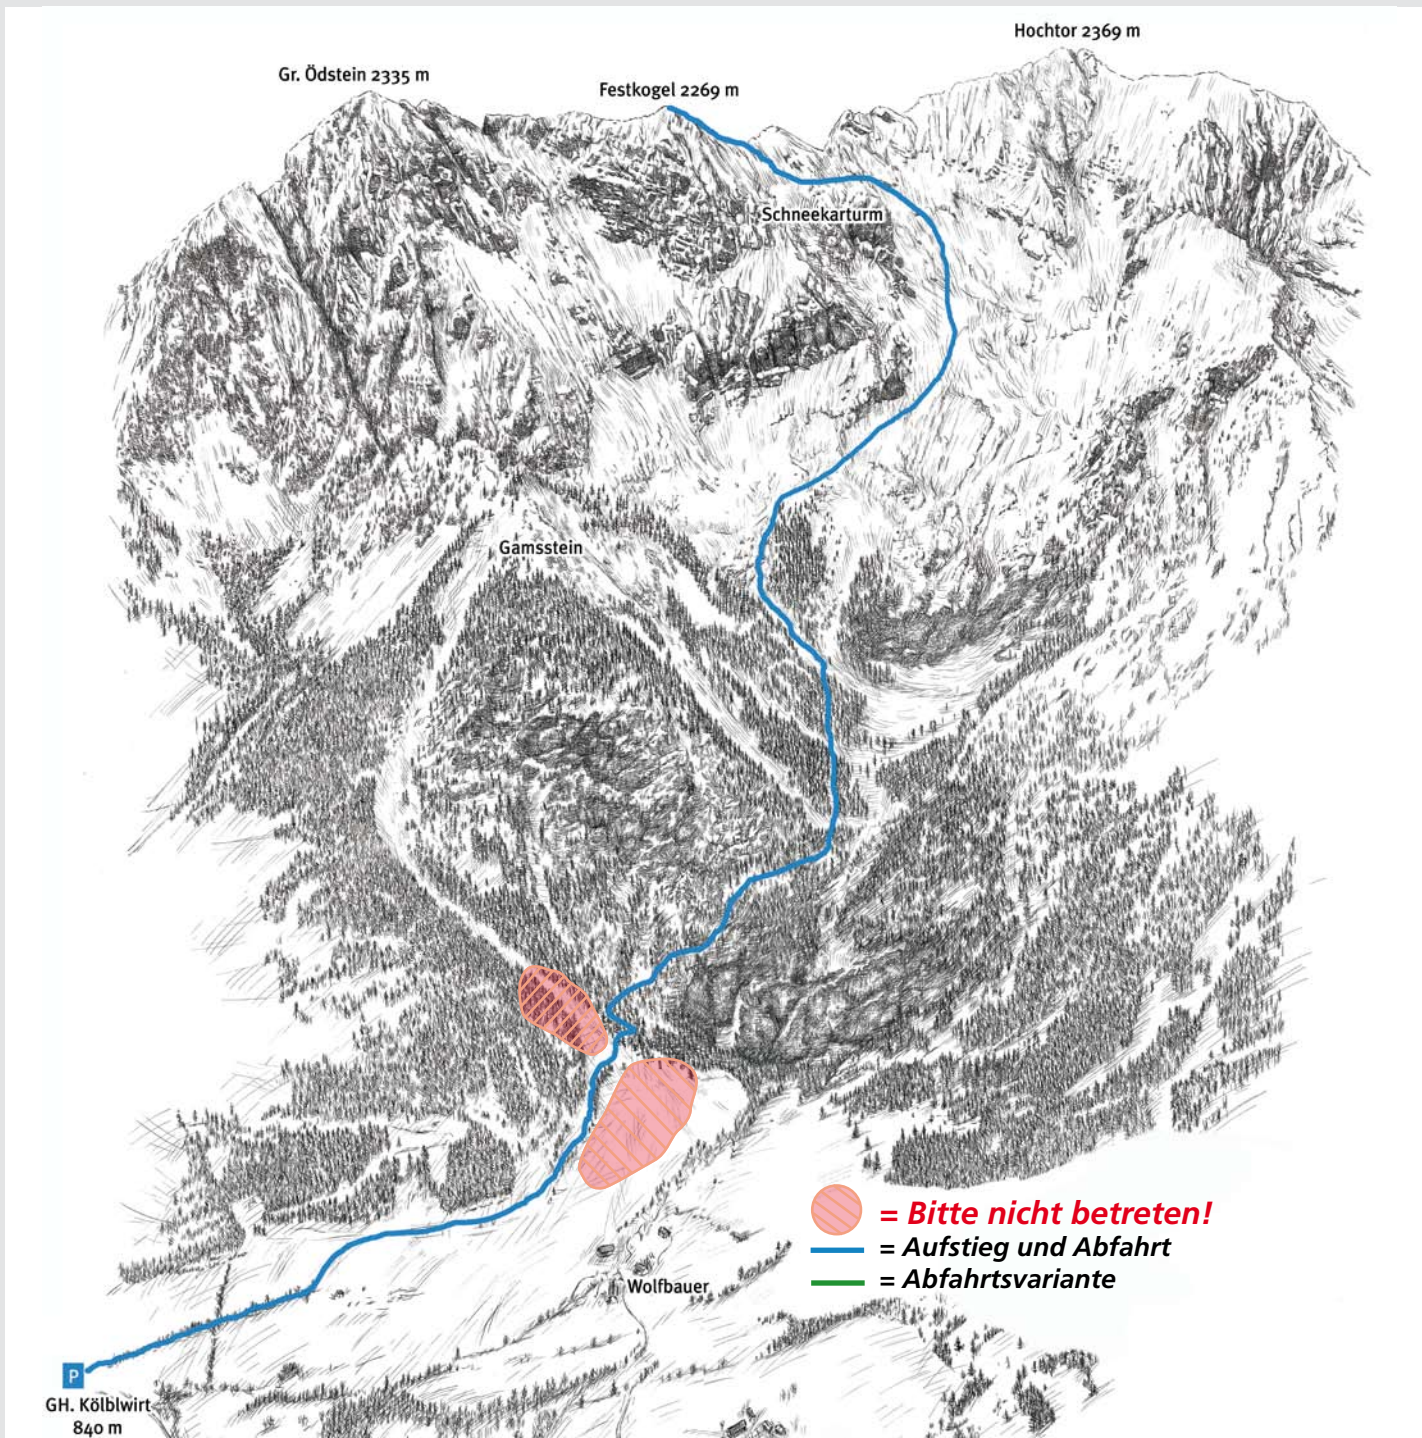 Hochtor 2369 m
Gr. Ödstein 2335 m
Festkogel 2269 m
Schneekarturm
Gamsstein
= Bitte nicht betreten!
= Aufstieg und Abfahrt
= Abfahrtsvariante
Wolfbauer
P
GH. Kölblwirt
840 m